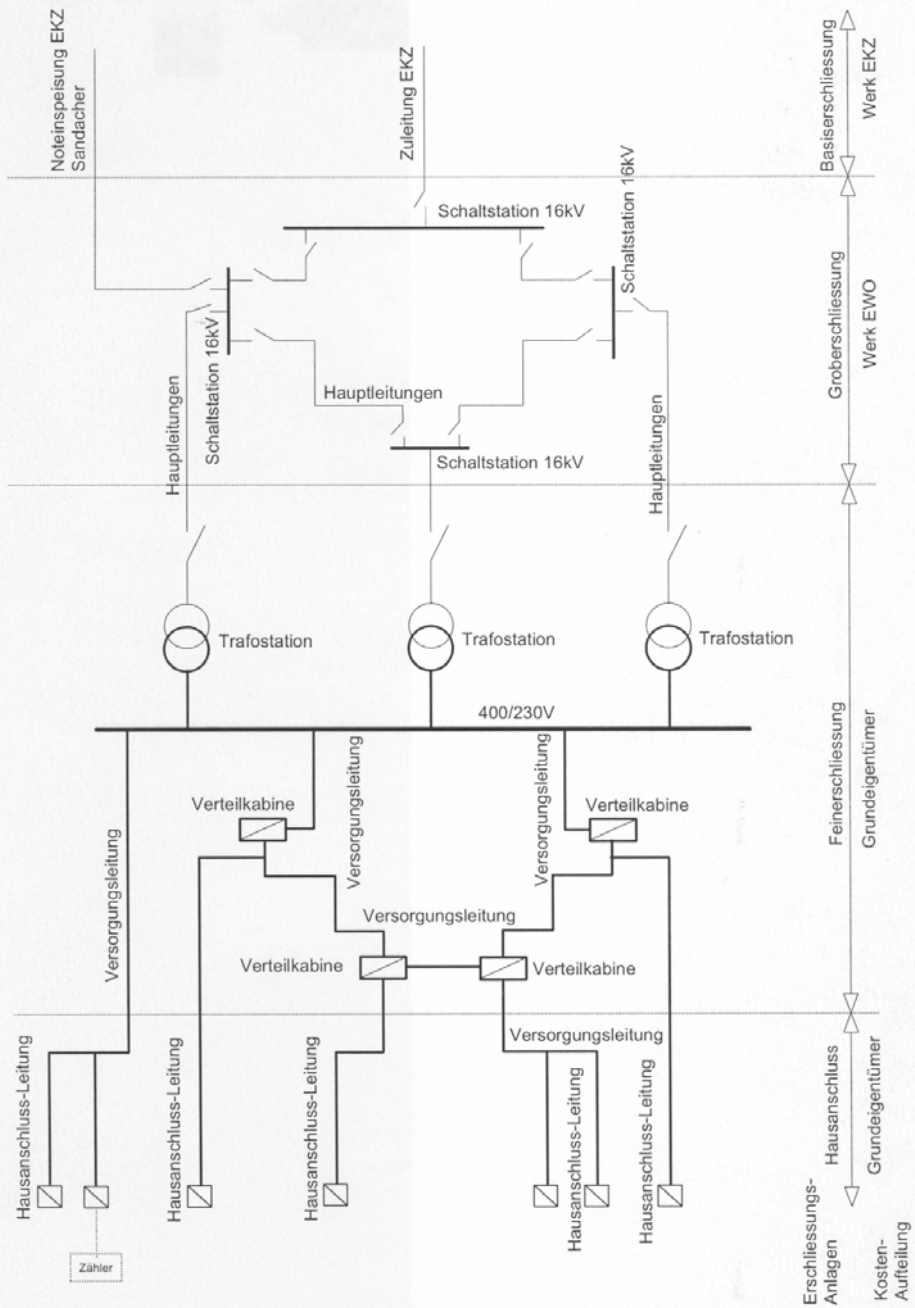 Noteinspeisung EKZ
Sandacher
Zuleitung EKZ
Basiserschliessung
Werk EKZ
Schaltstation 16kV
Schaltstation 16kV
Schaltstation 16kV
Hauptleitungen
Hauptleitungen
Schaltstation 16kV
Hauptleitungen
Groberschliessung
Werk EWO
Trafostation
Trafostation
Trafostation
400/230V
Versorgungsleitung
Verteilkabine
Versorgungsleitung
Versorgungsleitung
Verteilkabine
Versorgungsleitung
Verteilkabine
Verteilkabine
Feinerschliessung
Grundeigentümer
Hausanschluss-Leitung
Hausanschluss-Leitung
Hausanschluss-Leitung
Versorgungsleitung
Hausanschluss-Leitung
Hausanschluss-Leitung
Hausanschluss
Grundeigentümer
Zähler
Erschliessungs-
Anlagen
Kosten-
Aufteilung